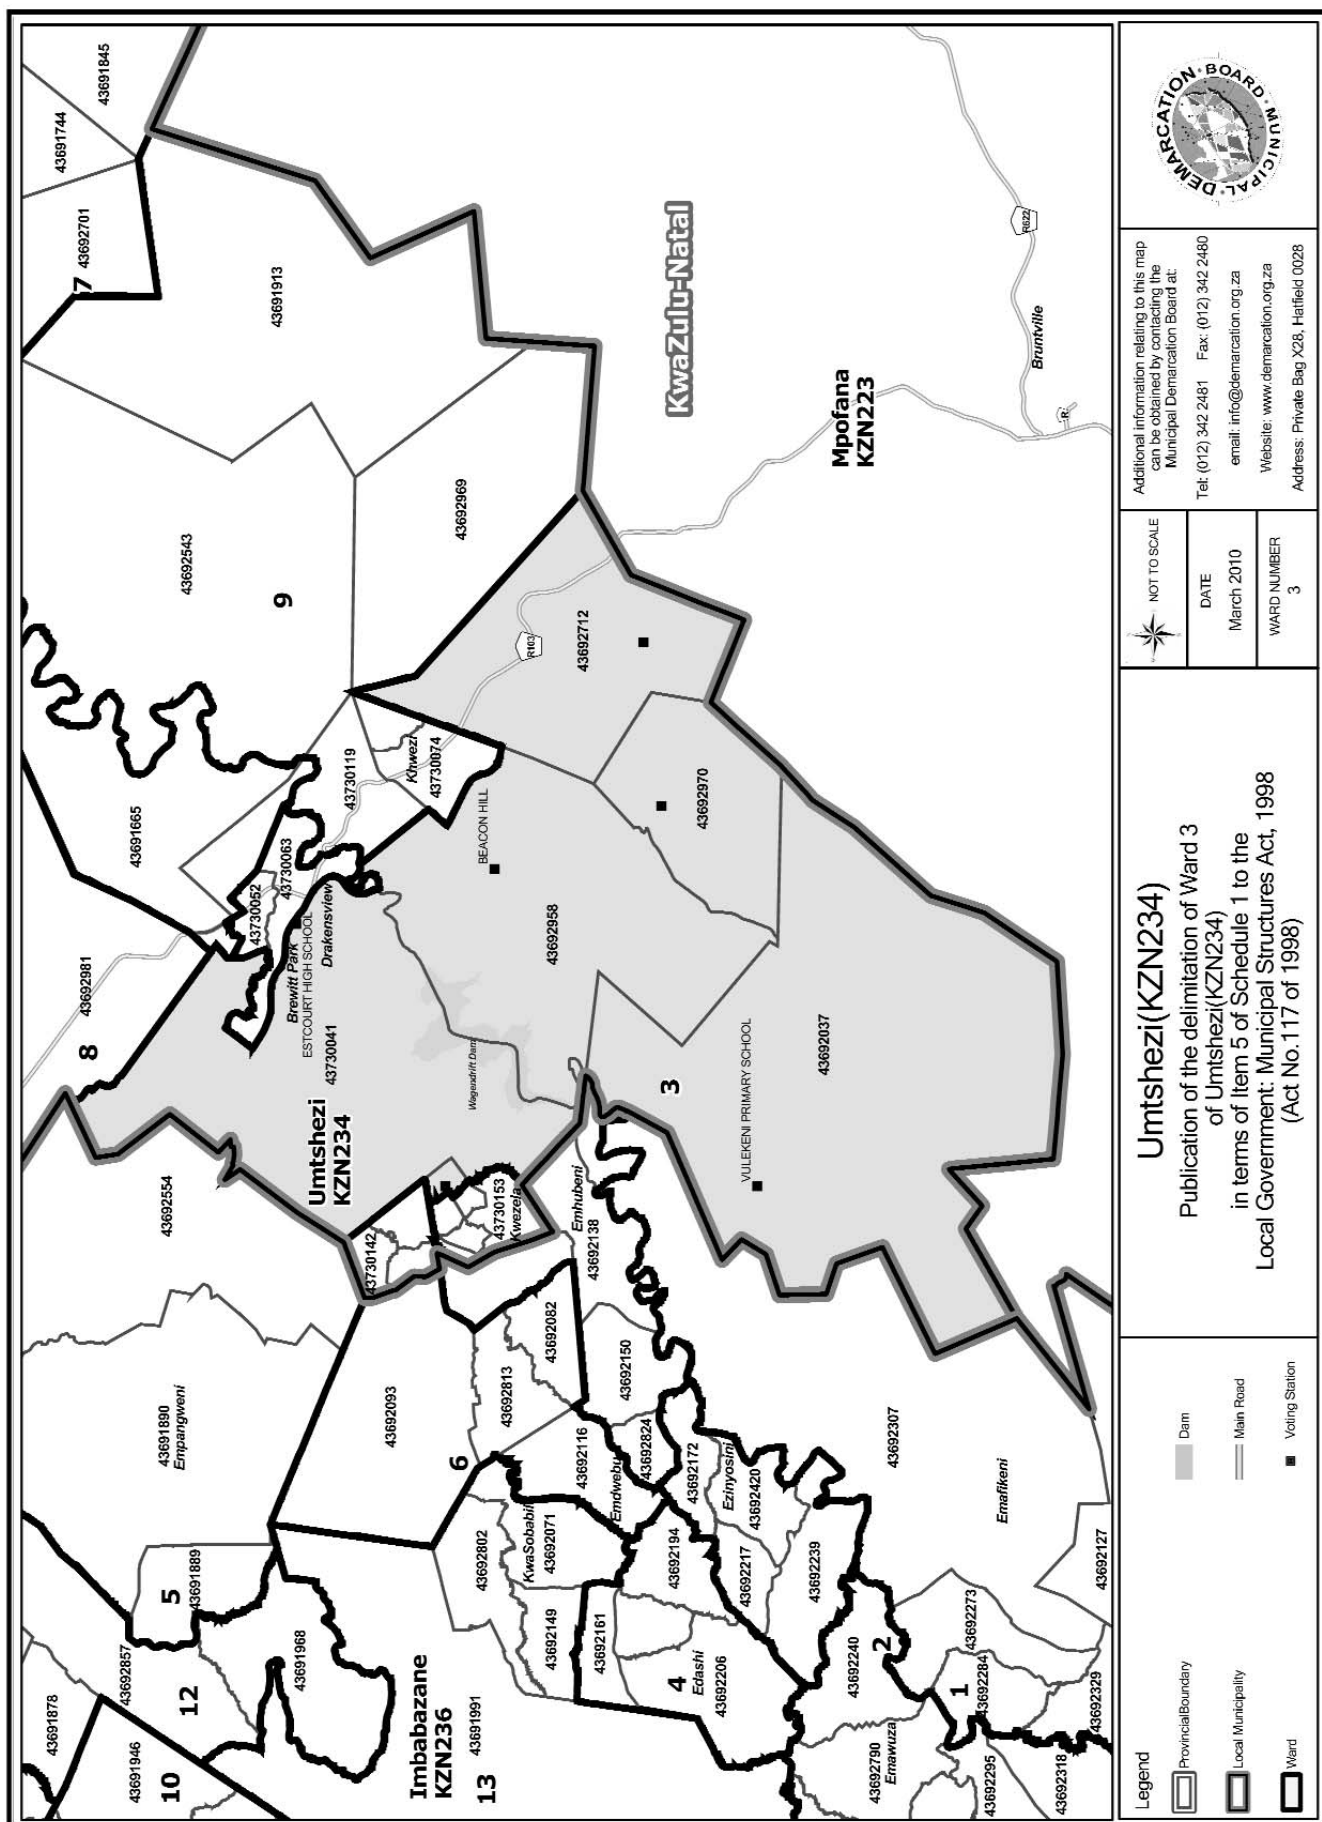 43691845
43691744
43692701
7
43691913
KwaZulu-Natal
R622
Bruntville
Mpofana
KZN223
R
43692969
43692543
9
43692712
R103
43691665
43730119
Khwezi
43730074
43730063
43730052
BEACON HILL
43692970
43692958
Brewitt Park
ESTCOURT HIGH SCHOOL
Drakensview
43692981
8
43730041
Wagendrift Dam
3
VULEKENI PRIMARY SCHOOL
43692037
Umtshezi
KZN234
43692554
43730142
43730153
Kwezela
Emhubeni
43692138
43691890
Empangweni
43692093
43692082
43692813
43692150
6
43692116
Emdwebu
43692824
43692172
Ezinyosini
43692420
43692307
Emafikeni
43692802
KwaSobabili
43692071
43692194
43692217
43692239
43692127
5
43691889
43692149
43692161
43691968
43692857
12
43691878
43691946
10
Imbabazane
KZN236
43691991
13
4
Edashi
43692206
43692240
2
43692273
1
43692284
43692329
43692790
Emawuza
43692295
43692318
Legend
ProvincialBoundary
Local Municipality
Ward
Dam
Main Road
Voting Station
Umtshezi(KZN234)
Publication of the delimitation of Ward 3
of Umtshezi(KZN234)
in terms of Item 5 of Schedule 1 to the
Local Government: Municipal Structures Act, 1998
(Act No.117 of 1998)
NOT TO SCALE
DATE
March 2010
WARD NUMBER
3
Additional information relating to this map
can be obtained by contacting the
Municipal Demarcation Board at:
Tel: (012) 342 2481 Fax: (012) 342 2480
email: info@demarcation.org.za
Website: www.demarcation.org.za
Address: Private Bag X28, Hatfield 0028
MUNICIPAL DEMARCATION BOARD